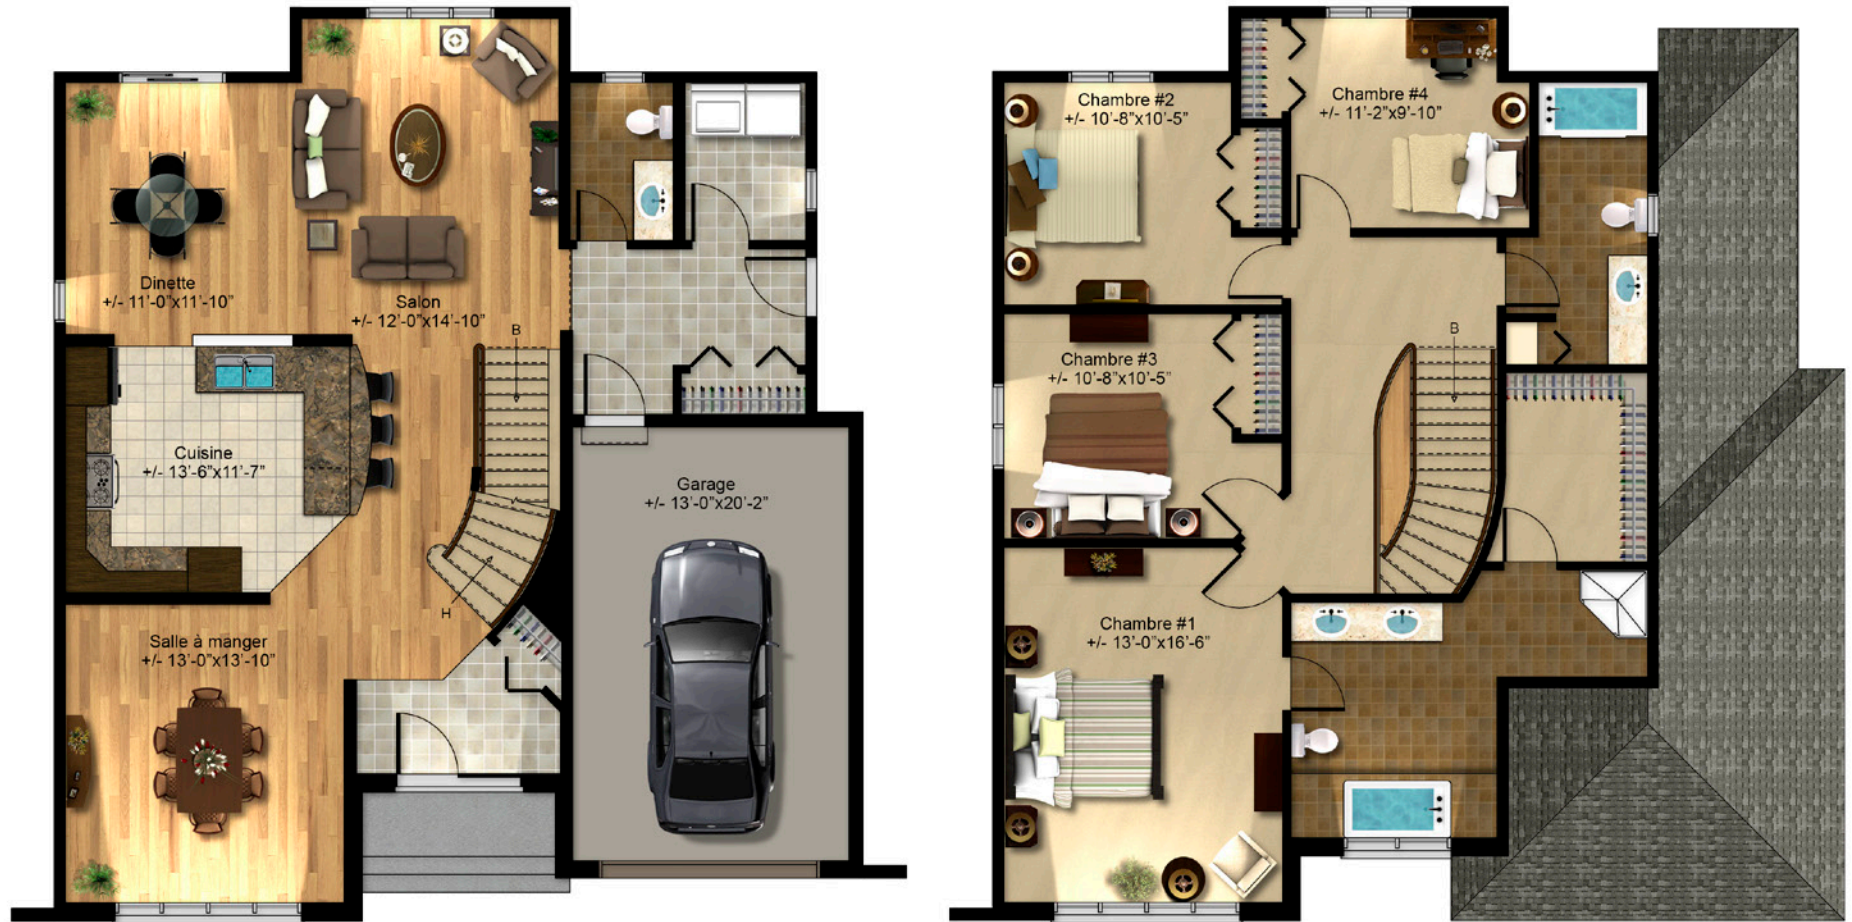 Dinette
+/- 11'-0"x11'-10"
Salon
+/- 12'-0"x14'-10"
B
Cuisine
+/- 13'-6"x11'-7"
Garage
+/- 13'-0"x20'-2"
H
Salle à manger
+/- 13'-0"x13'-10"
Chambre #2
+/- 10'-8"x10'-5"
Chambre #4
+/- 11'-2"x9'-10"
Chambre #3
+/- 10'-8"x10'-5"
B
Chambre #1
+/- 13'-0"x16'-6"